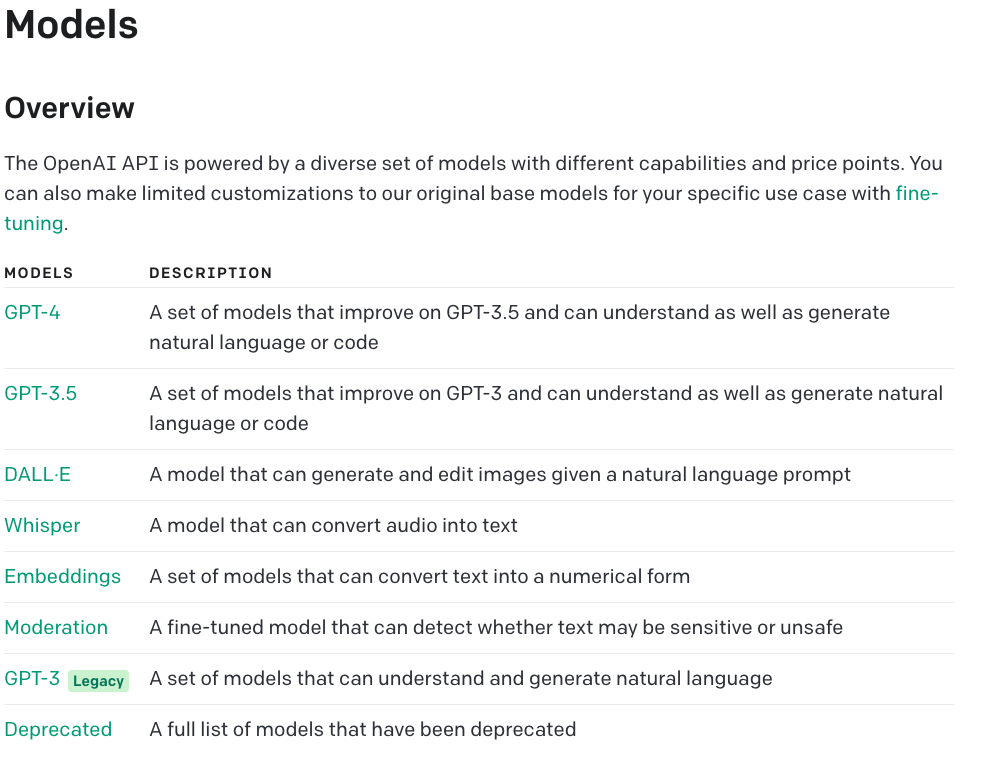 Models
Overview
The OpenAI API is powered by a diverse set of models with different capabilities and price points. You
can also make limited customizations to our original base models for your specific use case with fine-
tuning.
MODELS DESCRIPTION
GPT-4 A set of models that improve on GPT-3.5 and can understand as well as generate
natural language or code
GPT-3.5 A set of models that improve on GPT-3 and can understand as well as generate natural
language or code
DALL·E A model that can generate and edit images given a natural language prompt
Whisper A model that can convert audio into text
Embeddings A set of models that can convert text into a numerical form
Moderation A fine-tuned model that can detect whether text may be sensitive or unsafe
GPT-3 Legacy A set of models that can understand and generate natural language
Deprecated A full list of models that have been deprecated